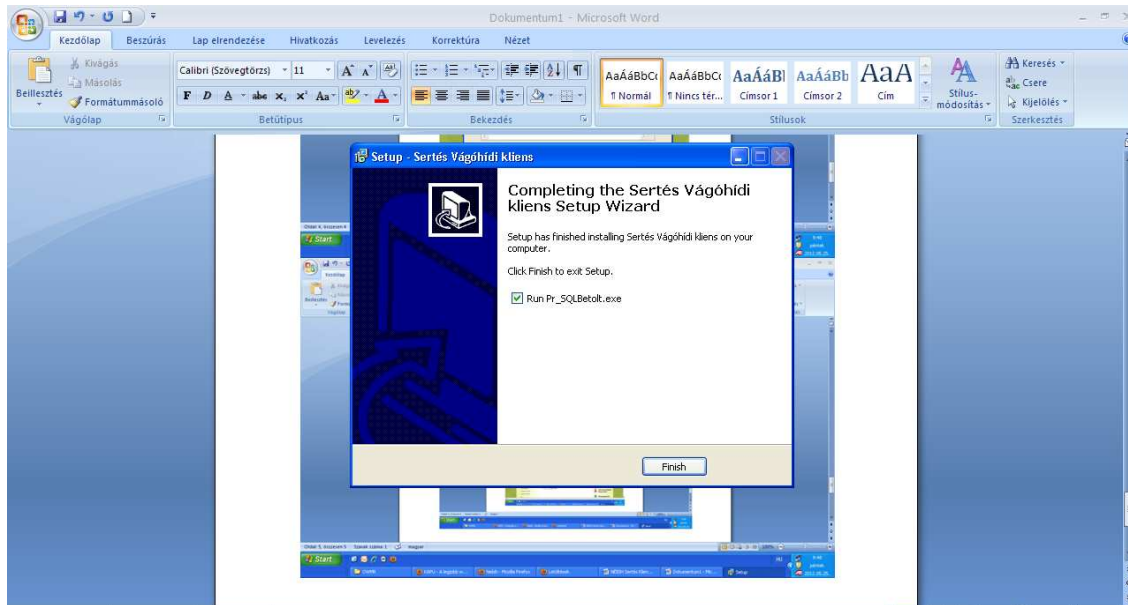 Dokumentum1 - Microsoft Word
Kezdőlap Beszúrás Lap elrendezése Hivatkozás Levelezés Korrektúra Nézet
Beillesztés
Kivágás
Másolás
Formátummásoló
Vágólap
Calibri (Szövegtörzs) 11
F D A abc x, x² Aa
Betűtípus
Bekezdés
AaÁáBbCc AaÁáBbCc AaÁáBl AaÁáBb AaA
¶ Normál ¶ Nincs tér... Címsor 1 Címsor 2 Cím
Stílus-
módosítás
Stílusok
Keresés
Csere
Kijelölés
Szerkesztés
Setup - Sertés Vágóhídi kliens
Completing the Sertés Vágóhídi
kliens Setup Wizard
Setup has finished installing Sertés Vágóhídi kliens on your
computer.
Click Finish to exit Setup.
Run Pr_SQLBetolt.exe
Finish
Start
Start